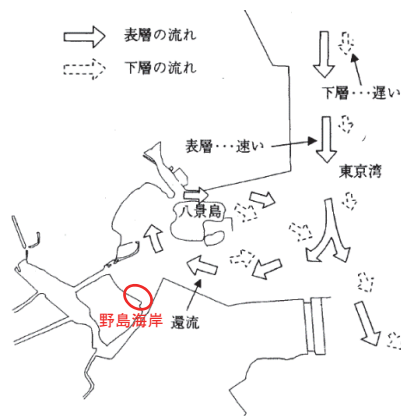 表層の流れ
下層の流れ
下層・・・遅い
表層・・・速い
東京湾
八景島
野島海岸
還流